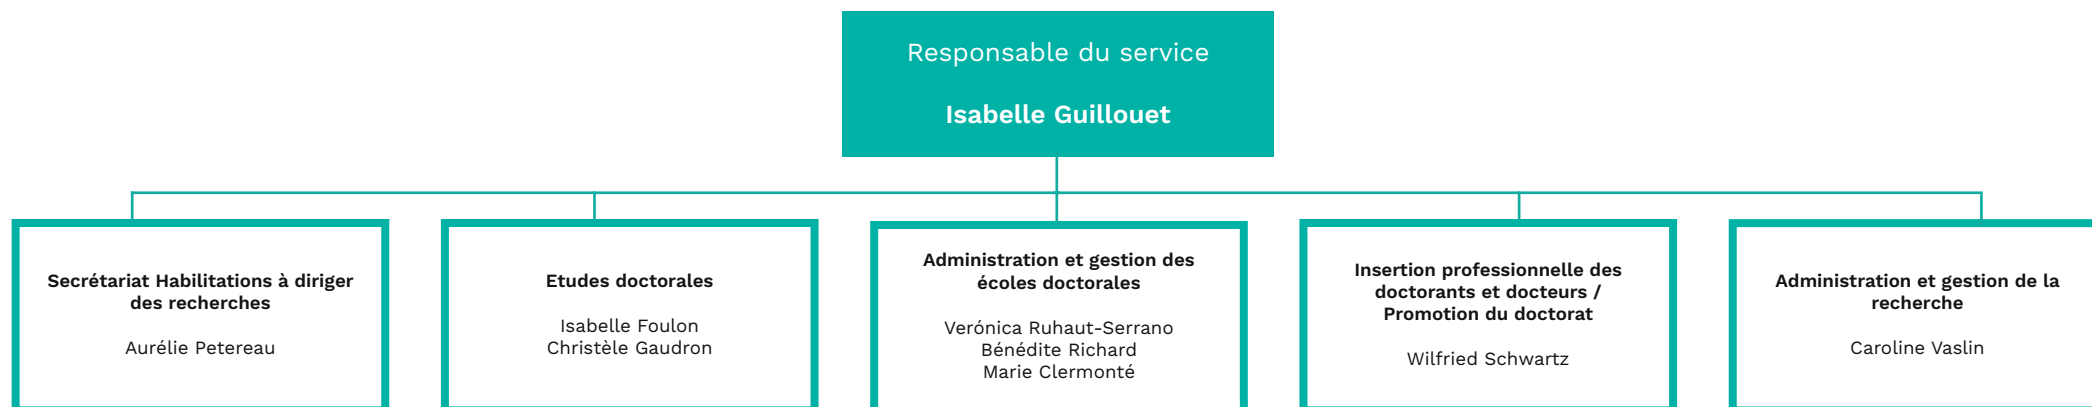 Responsable du service
Isabelle Guillouet
Secrétariat Habilitations à diriger
des recherches
Aurélie Petereau
Etudes doctorales
Isabelle Foulon
Christèle Gaudron
Administration et gestion des
écoles doctorales
Verónica Ruhaut-Serrano
Bénédite Richard
Marie Clermonté
Insertion professionnelle des
doctorants et docteurs /
Promotion du doctorat
Wilfried Schwartz
Administration et gestion de la
recherche
Caroline Vaslin